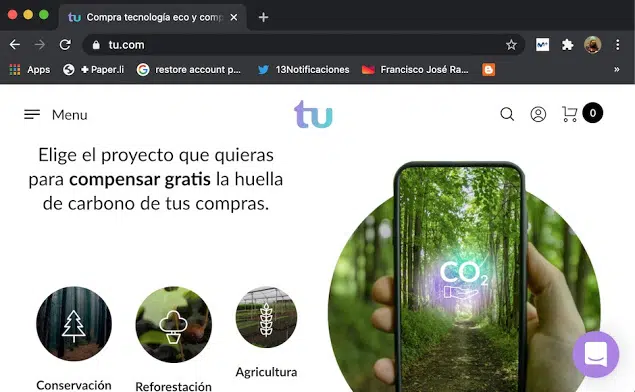 tu Compra tecnología eco y comp
tu.com
Apps
+ Paper.li
restore account p...
13Notificaciones
Francisco José Ra...
»
Menu
tu
0
Elige el proyecto que quieras
para compensar gratis la huella
de carbono de tus compras.
CO2
Conservación
Reforestación
Agricultura